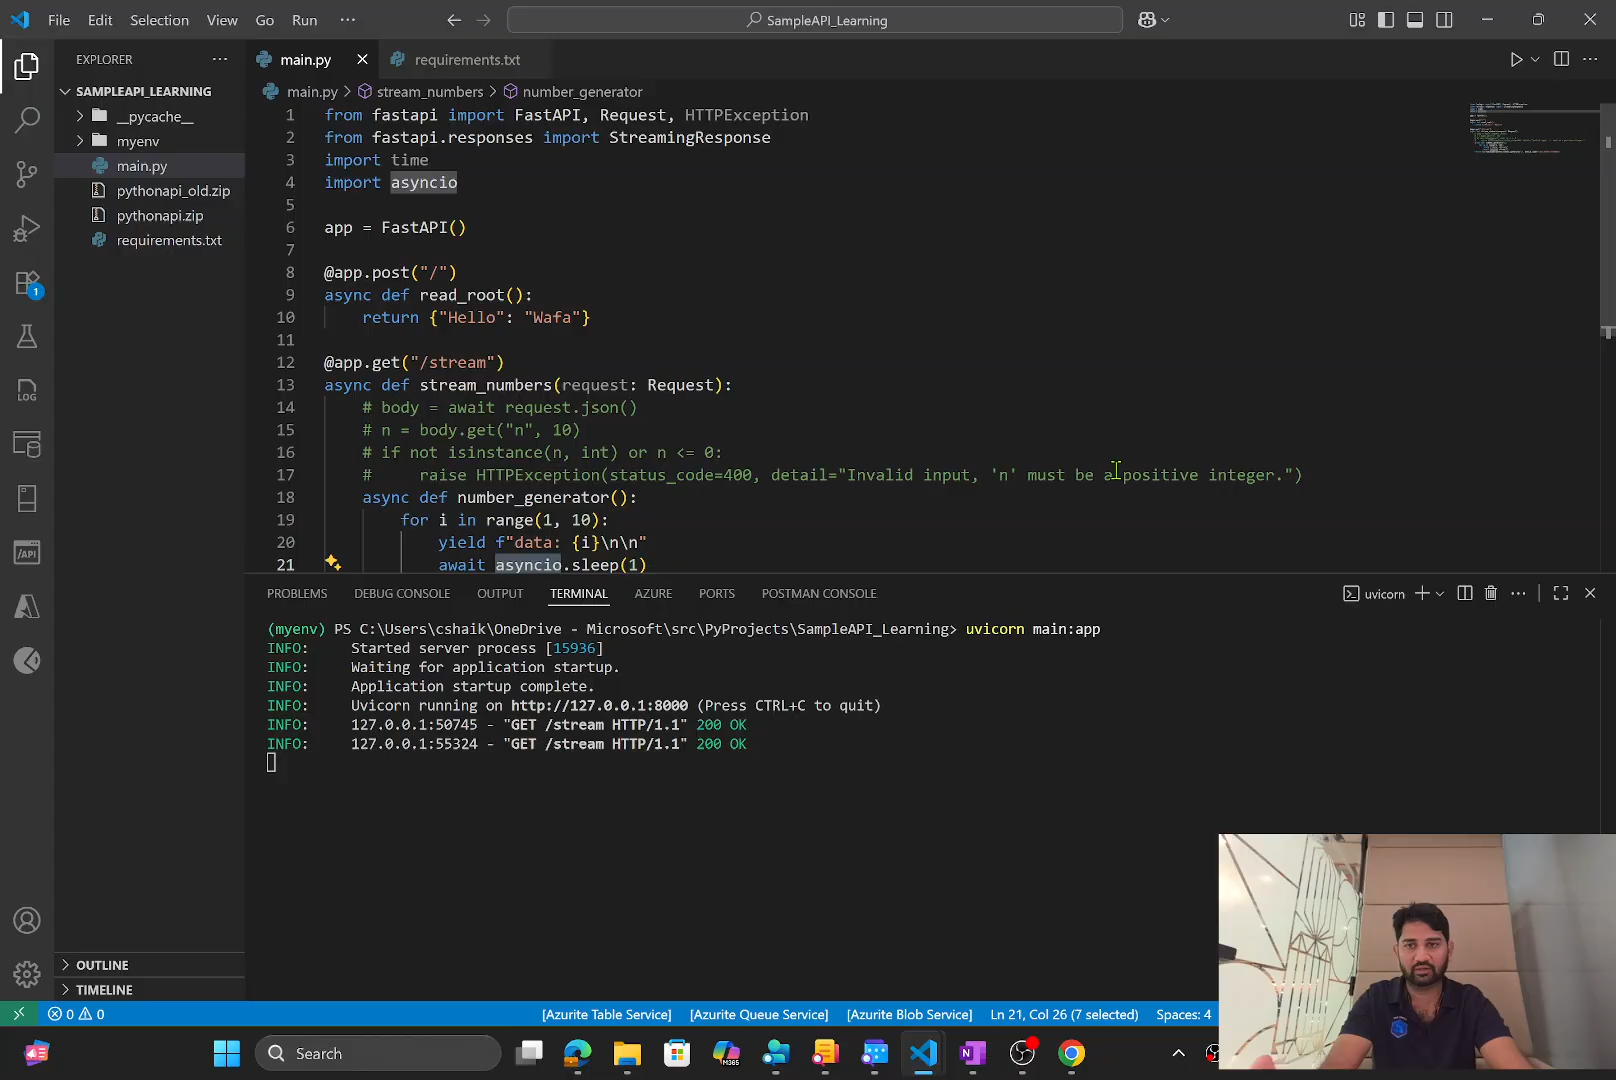 File Edit Selection View Go Run ...
SampleAPI_Learning
EXPLORER
SAMPLEAPI_LEARNING
__pycache__
myenv
main.py
pythonapi_old.zip
pythonapi.zip
requirements.txt
OUTLINE
TIMELINE
1
LOG
/API
main.py
requirements.txt
main.py > stream_numbers > number_generator
1 from fastapi import FastAPI, Request, HTTPException
2 from fastapi.responses import StreamingResponse
3 import time
4 import asyncio
5
6 app = FastAPI()
7
8 @app.post("/")
9 async def read_root():
10 return {"Hello": "Wafa"}
11
12 @app.get("/stream")
13 async def stream_numbers(request: Request):
14 # body = await request.json()
15 # n = body.get("n", 10)
16 # if not isinstance(n, int) or n <= 0:
17 #     raise HTTPException(status_code=400, detail="Invalid input, 'n' must be a positive integer.")
18 async def number_generator():
19 for i in range(1, 10):
20 yield f"data: {i}\n\n"
21 await asyncio.sleep(1)
PROBLEMS DEBUG CONSOLE OUTPUT TERMINAL AZURE PORTS POSTMAN CONSOLE
uvicorn
(myenv) PS C:\Users\cshaik\OneDrive - Microsoft\src\PyProjects\SampleAPI_Learning> uvicorn main:app
INFO: Started server process [15936]
INFO: Waiting for application startup.
INFO: Application startup complete.
INFO: Uvicorn running on http://127.0.0.1:8000 (Press CTRL+C to quit)
INFO: 127.0.0.1:50745 - "GET /stream HTTP/1.1" 200 OK
INFO: 127.0.0.1:55324 - "GET /stream HTTP/1.1" 200 OK
0 0
[Azurite Table Service] [Azurite Queue Service] [Azurite Blob Service] Ln 21, Col 26 (7 selected) Spaces: 4
Search
M365